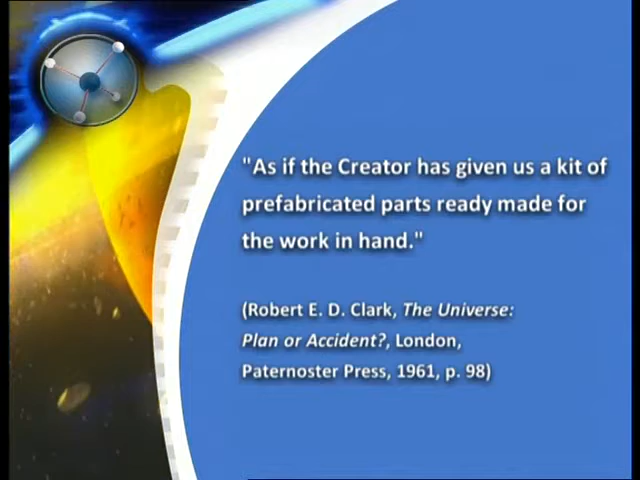 "As if the Creator has given us a kit of
prefabricated parts ready made for
the work in hand."
(Robert E. D. Clark, The Universe:
Plan or Accident?, London,
Paternoster Press, 1961, p. 98)